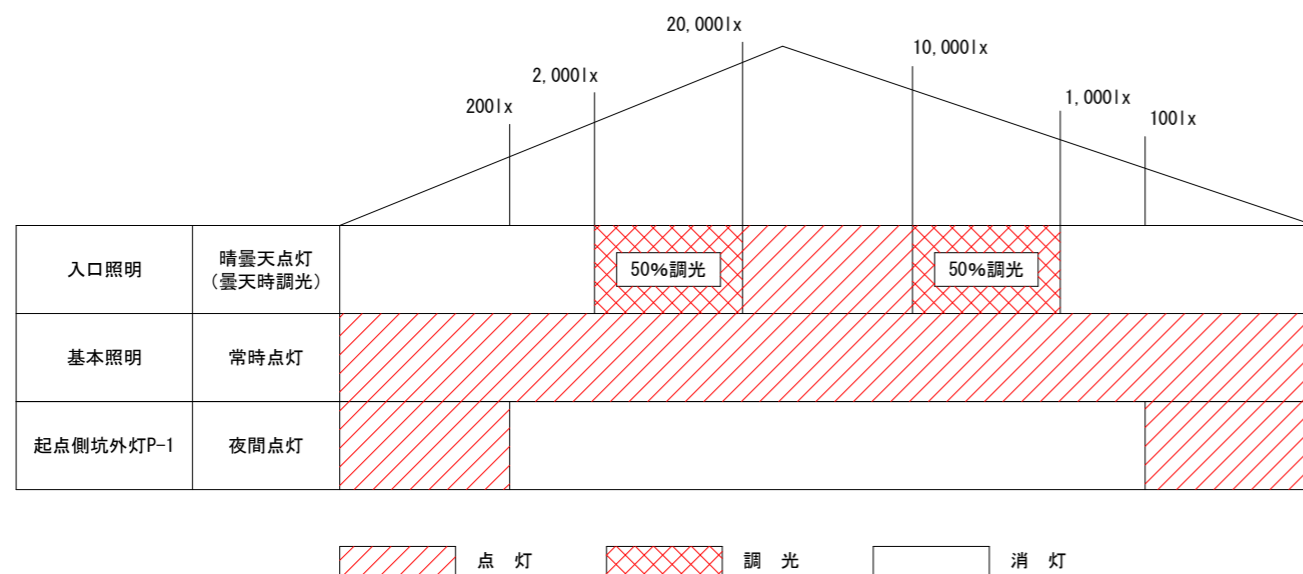 20,000lx
10,000lx
2,000lx
1,000lx
200lx
100lx
入口照明
晴曇天点灯
(曇天時調光)
50%調光
50%調光
基本照明
常時点灯
起点側坑外灯P-1
夜間点灯
点 灯
調 光
消 灯